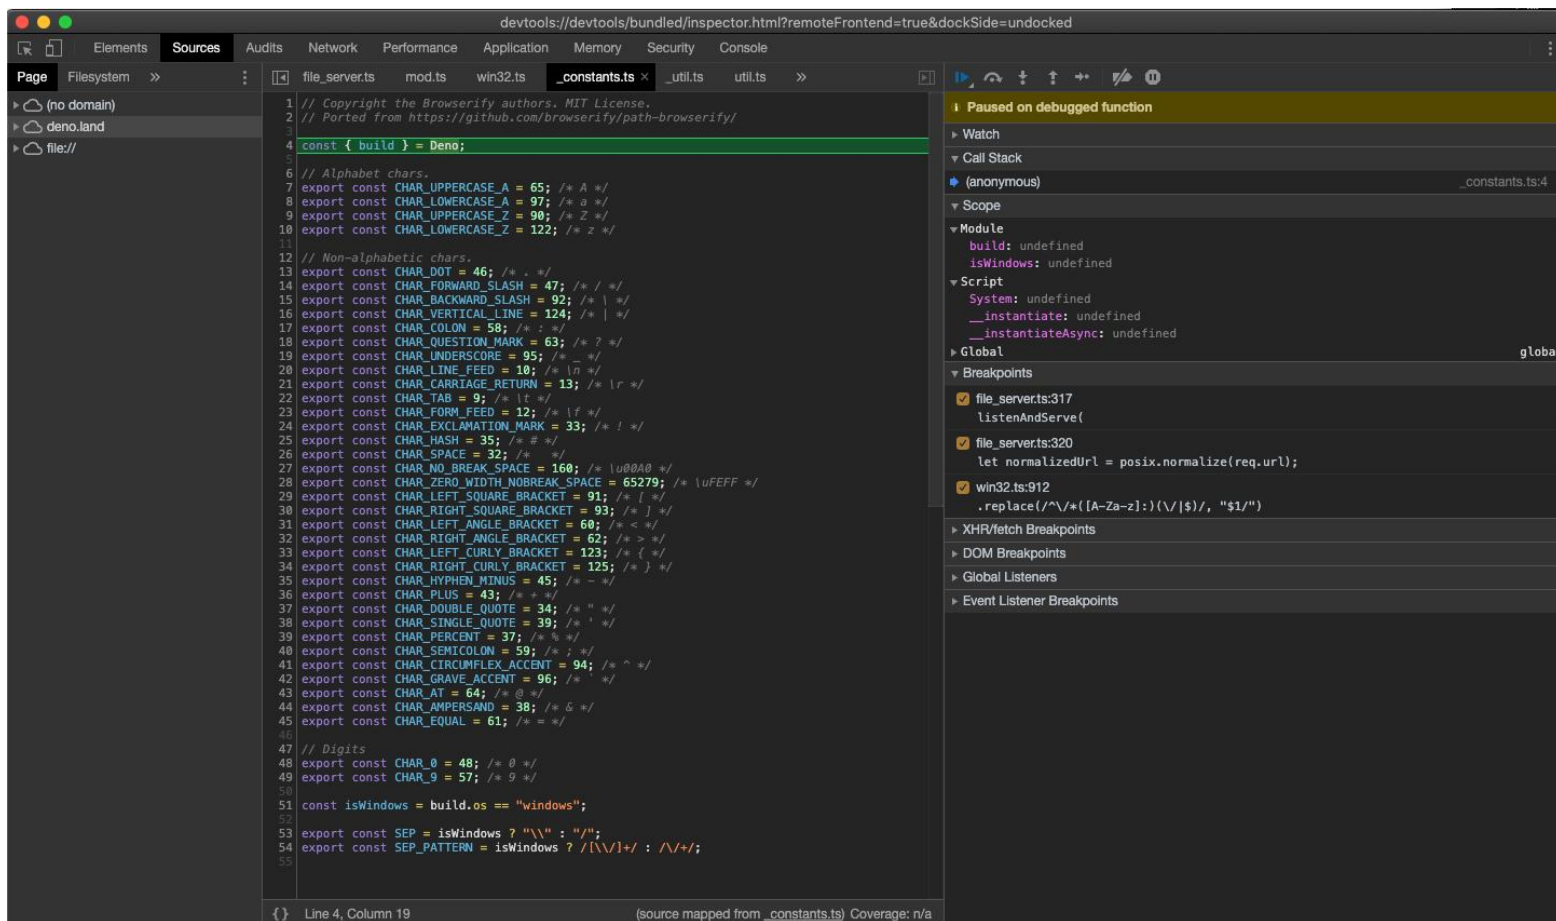 devtools://devtools/bundled/inspector.html?remoteFrontend=true&dockSide=undocked
Elements Sources Audits Network Performance Application Memory Security Console
Page Filesystem »
(no domain)
deno.land
file://
file_server.ts mod.ts win32.ts _constants.ts × _util.ts util.ts »
1 // Copyright the Browserify authors. MIT License.
2 // Ported from https://github.com/browserify/path-browserify/
3
4 const { build } = Deno;
5
6 // Alphabet chars.
7 export const CHAR_UPPERCASE_A = 65; /* A */
8 export const CHAR_LOWERCASE_A = 97; /* a */
9 export const CHAR_UPPERCASE_Z = 90; /* Z */
10 export const CHAR_LOWERCASE_Z = 122; /* z */
11
12 // Non-alphabetic chars.
13 export const CHAR_DOT = 46; /* . */
14 export const CHAR_FORWARD_SLASH = 47; /* / */
15 export const CHAR_BACKWARD_SLASH = 92; /* \ */
16 export const CHAR_VERTICAL_LINE = 124; /* | */
17 export const CHAR_COLON = 58; /* : */
18 export const CHAR_QUESTION_MARK = 63; /* ? */
19 export const CHAR_UNDERSCORE = 95; /* _ */
20 export const CHAR_LINE_FEED = 10; /* \n */
21 export const CHAR_CARRIAGE_RETURN = 13; /* \r */
22 export const CHAR_TAB = 9; /* \t */
23 export const CHAR_FORM_FEED = 12; /* \f */
24 export const CHAR_EXCLAMATION_MARK = 33; /* ! */
25 export const CHAR_HASH = 35; /* # */
26 export const CHAR_SPACE = 32; /*   */
27 export const CHAR_NO_BREAK_SPACE = 160; /* \u00A0 */
28 export const CHAR_ZERO_WIDTH_NOBREAK_SPACE = 65279; /* \uFEFF */
29 export const CHAR_LEFT_SQUARE_BRACKET = 91; /* [ */
30 export const CHAR_RIGHT_SQUARE_BRACKET = 93; /* ] */
31 export const CHAR_LEFT_ANGLE_BRACKET = 60; /* < */
32 export const CHAR_RIGHT_ANGLE_BRACKET = 62; /* > */
33 export const CHAR_LEFT_CURLY_BRACKET = 123; /* { */
34 export const CHAR_RIGHT_CURLY_BRACKET = 125; /* } */
35 export const CHAR_HYPHEN_MINUS = 45; /* - */
36 export const CHAR_PLUS = 43; /* + */
37 export const CHAR_DOUBLE_QUOTE = 34; /* " */
38 export const CHAR_SINGLE_QUOTE = 39; /* ' */
39 export const CHAR_PERCENT = 37; /* % */
40 export const CHAR_SEMICOLON = 59; /* ; */
41 export const CHAR_CIRCUMFLEX_ACCENT = 94; /* ^ */
42 export const CHAR_GRAVE_ACCENT = 96; /* ` */
43 export const CHAR_AT = 64; /* @ */
44 export const CHAR_AMPERSAND = 38; /* & */
45 export const CHAR_EQUAL = 61; /* = */
46
47 // Digits
48 export const CHAR_0 = 48; /* 0 */
49 export const CHAR_9 = 57; /* 9 */
50
51 const isWindows = build.os == "windows";
52
53 export const SEP = isWindows ? "\\" : "/";
54 export const SEP_PATTERN = isWindows ? /[\\/]+/ : /\/+/;
55
{} Line 4, Column 19 (source mapped from _constants.ts) Coverage: n/a
Paused on debugged function
Watch
Call Stack
(anonymous) _constants.ts:4
Scope
Module
build: undefined
isWindows: undefined
Script
System: undefined
__instantiate: undefined
__instantiateAsync: undefined
Global globa
Breakpoints
file_server.ts:317
listenAndServe(
file_server.ts:320
let normalizedUrl = posix.normalize(req.url);
win32.ts:912
.replace(/^\/*([A-Za-z]:)(\/|$)/, "$1/")
XHR/fetch Breakpoints
DOM Breakpoints
Global Listeners
Event Listener Breakpoints